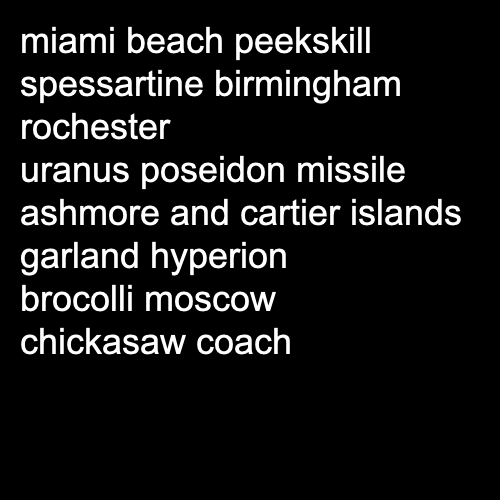 miami beach peekskill
spessartine birmingham
rochester
uranus poseidon missile
ashmore and cartier islands
garland hyperion
brocolli moscow
chickasaw coach